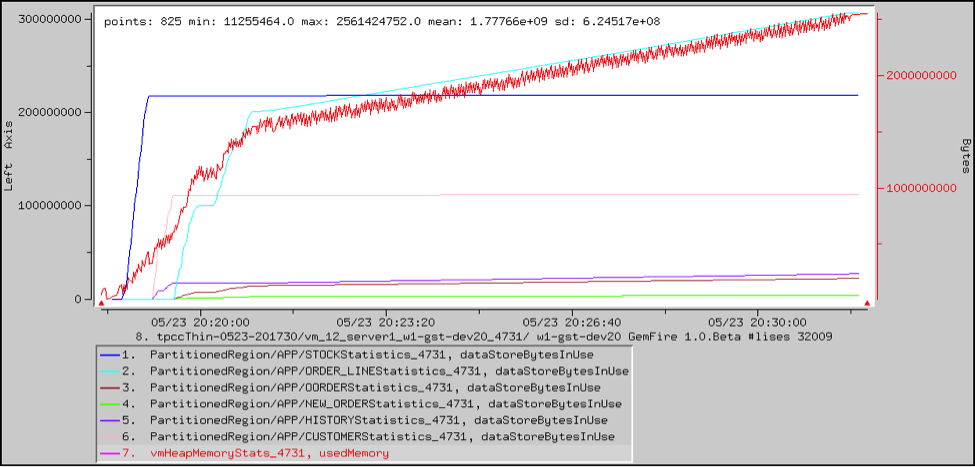 points: 825 min: 11255464.0 max: 2561424752.0 mean: 1.77766e+09 sd: 6.24517e+08
300000000
200000000
100000000
0
Left Axis
2000000000
1000000000
Bytes
05/23 20:20:00 05/23 20:23:20 05/23 20:26:40 05/23 20:30:00
8. tpccThin-0523-201730/vm_12_server1_w1-gst-dev20_4731/ w1-gst-dev20 GemFire 1.0.Beta #lises 32009
1. PartitionedRegion/APP/STOCKStatistics_4731, dataStoreBytesInUse
2. PartitionedRegion/APP/ORDER_LINEStatistics_4731, dataStoreBytesInUse
3. PartitionedRegion/APP/OORDERStatistics_4731, dataStoreBytesInUse
4. PartitionedRegion/APP/NEW_ORDERStatistics_4731, dataStoreBytesInUse
5. PartitionedRegion/APP/HISTORYStatistics_4731, dataStoreBytesInUse
6. PartitionedRegion/APP/CUSTOMERStatistics_4731, dataStoreBytesInUse
7. vmHeapMemoryStats_4731, usedMemory